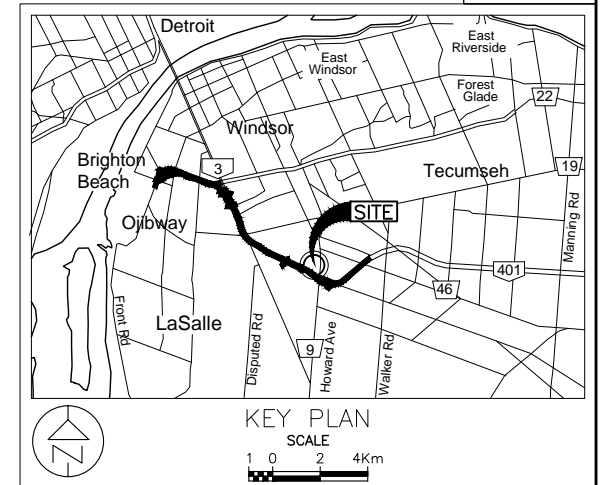 Detroit
East
Riverside
East
Windsor
Forest
Glade
22
Windsor
Brighton
Beach
3
Tecumseh
19
SITE
Ojibway
Manning Rd
401
46
Front Rd
LaSalle
Disputed Rd
9
Howard Ave
Walker Rd
N
KEY PLAN
SCALE
1 0 2 4Km